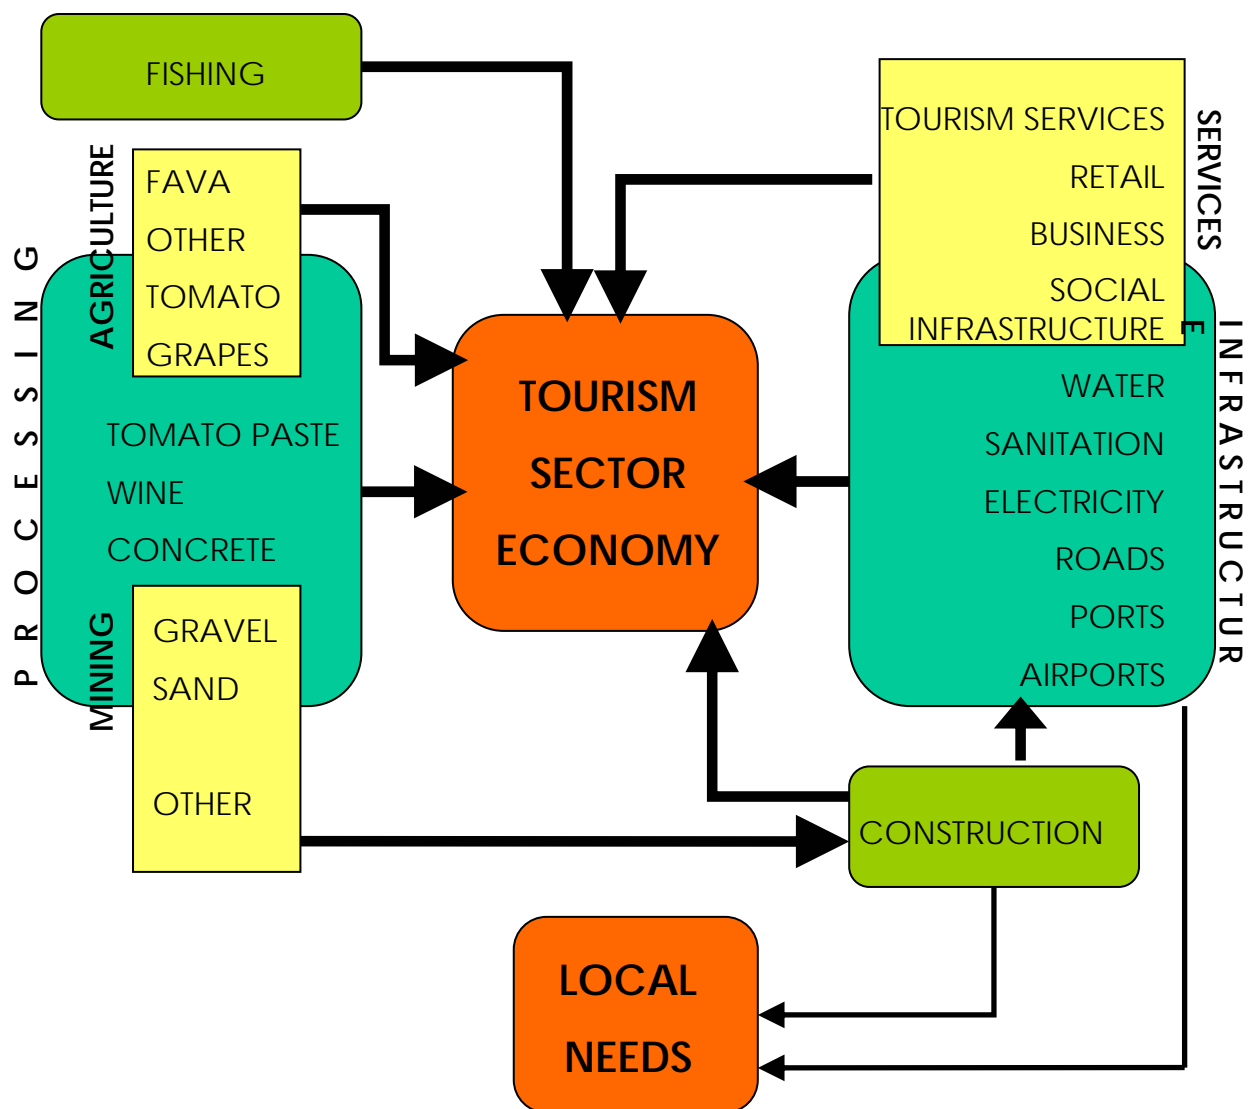 FISHING
AGRICULTURE
FAVA
OTHER
TOMATO
GRAPES
PROCESSING
TOMATO PASTE
WINE
CONCRETE
MINING
GRAVEL
SAND
OTHER
TOURISM
SECTOR
ECONOMY
TOURISM SERVICES
RETAIL
BUSINESS
SOCIAL
INFRASTRUCTURE
SERVICES
WATER
SANITATION
ELECTRICITY
ROADS
PORTS
AIRPORTS
INFRASTRUCTUR
E
CONSTRUCTION
LOCAL
NEEDS